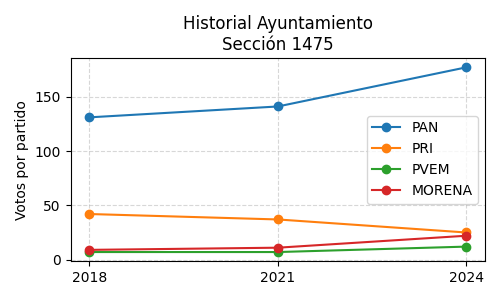 Historial Ayuntamiento
Sección 1475
Votos por partido
150
100
50
0
PAN
PRI
PVEM
MORENA
2018
2021
2024